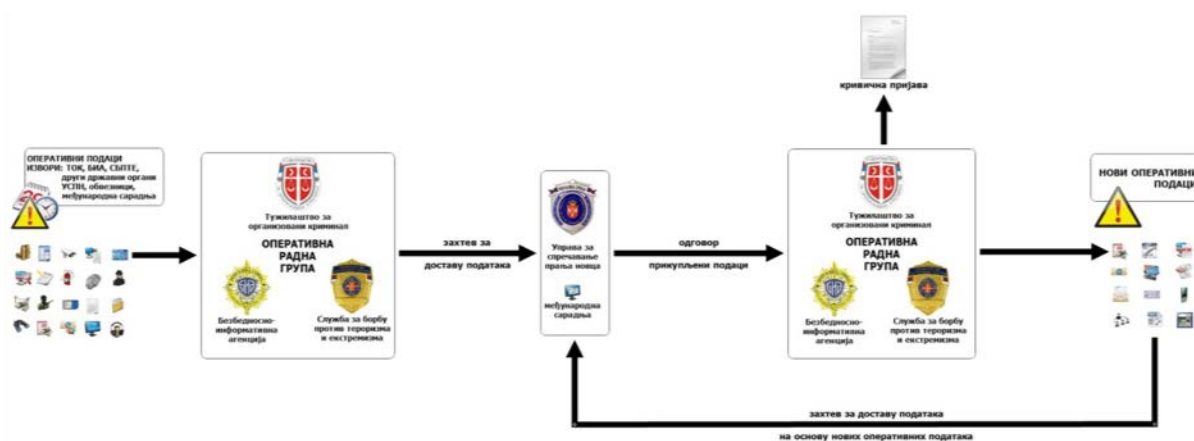 кривична пријава
ОПЕРАТИВНИ ПОДАЦИ
ИЗВОРИ: ТОК, БИА, СБПТЕ,
други државни органи
УСПН, обвезници,
међународна сарадња
Тужилаштво за
организовани криминал
ОПЕРАТИВНА
РАДНА
ГРУПА
Безбедносно-
информативна
агенција
Служба за борбу
против тероризма
и екстремизма
захтев за
доставу података
Управа за
спречавање
прања новца
међународна
сарадња
одговор
прикупљени подаци
Тужилаштво за
организовани криминал
ОПЕРАТИВНА
РАДНА
ГРУПА
Безбедносно-
информативна
агенција
Служба за борбу
против тероризма
и екстремизма
НОВИ ОПЕРАТИВНИ
ПОДАЦИ
захтев за доставу података
на основу нових оперативних података